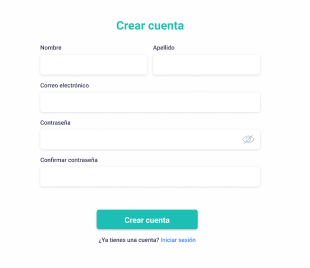 Crear cuenta
Nombre Apellido
Correo electrónico
Contraseña
Confirmar contraseña
Crear cuenta
¿Ya tienes una cuenta? Iniciar sesión